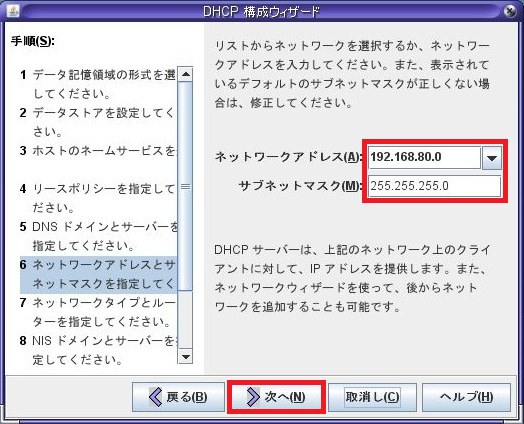 DHCP 構成ウィザード
手順(S):
1 データ記憶領域の形式を選
してください。
2 データストアを設定してく
さい。
3 ホストのネームサービスを
4 リースポリシーを指定して
ださい。
5 DNS ドメインとサーバーを
指定してください。
6 ネットワークアドレスとサ
ネットマスクを指定してく
7 ネットワークタイプとルー
ターを指定してください。
8 NIS ドメインとサーバーを
定してください。
リストからネットワークを選択するか、ネットワー
クアドレスを入力してください。また、表示されて
いるデフォルトのサブネットマスクが正しくない場
合は、修正してください。
ネットワークアドレス(A): 192.168.80.0
サブネットマスク(M): 255.255.255.0
DHCP サーバーは、上記のネットワーク上のクライ
アントに対して、IP アドレスを提供します。また、
ネットワークウィザードを使って、後からネット
ワークを追加することも可能です。
戻る(B) 次へ(N) 取消し(C) ヘルプ(H)